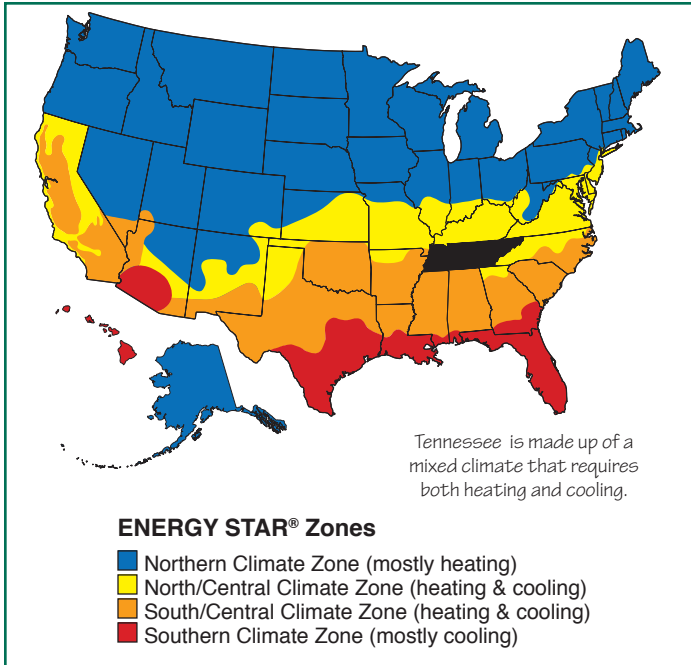 Tennessee is made up of a
mixed climate that requires
both heating and cooling.
ENERGY STAR® Zones
Northern Climate Zone (mostly heating)
North/Central Climate Zone (heating & cooling)
South/Central Climate Zone (heating & cooling)
Southern Climate Zone (mostly cooling)